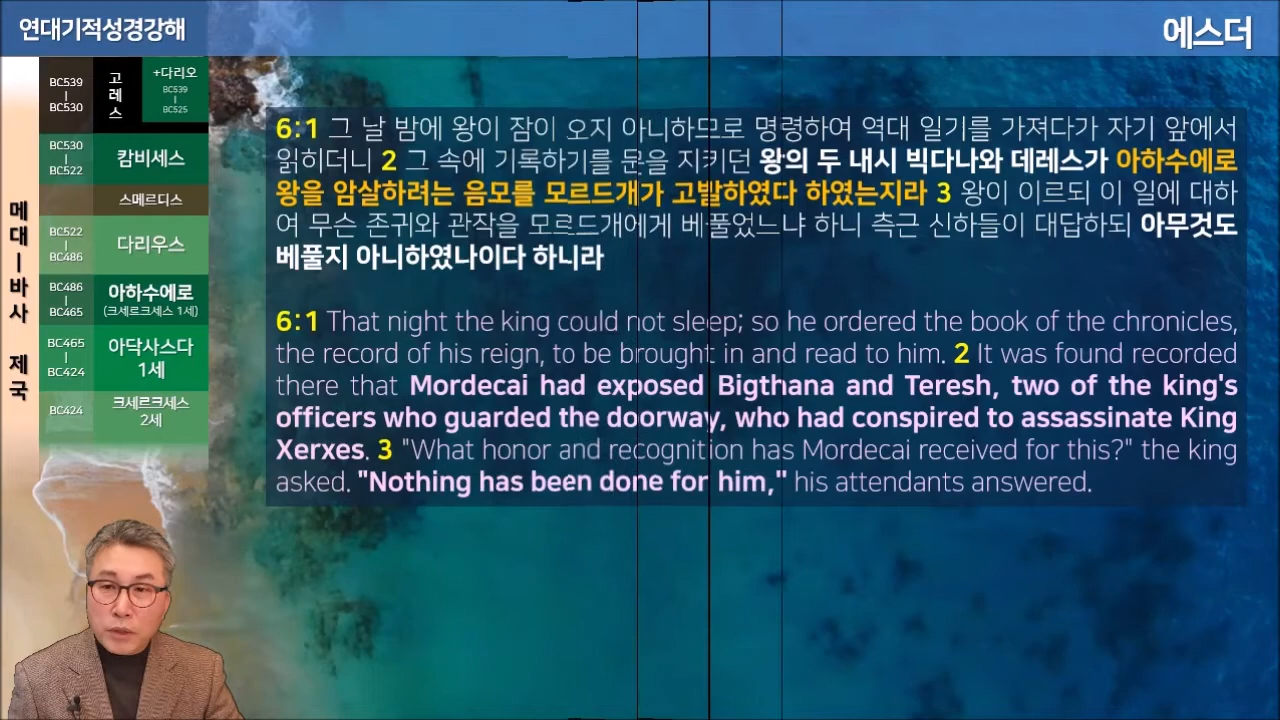 연대기적성경강해
에스더
BC539
|
BC530
고레스
+다리오
BC539
|
BC525
BC530
|
BC522
캄비세스
스메르디스
BC522
|
BC486
다리우스
BC486
|
BC465
아하수에로
(크세르크세스 1세)
BC465
|
BC424
아닥사스다
1세
BC424
크세르크세스
2세
메대ㅡ바사 제국
6:1 그 날 밤에 왕이 잠이 오지 아니하므로 명령하여 역대 일기를 가져다가 자기 앞에서
읽히더니 2 그 속에 기록하기를 문을 지키던 왕의 두 내시 빅다나와 데레스가 아하수에로
왕을 암살하려는 음모를 모르드개가 고발하였다 하였는지라 3 왕이 이르되 이 일에 대하
여 무슨 존귀와 관작을 모르드개에게 베풀었느냐 하니 측근 신하들이 대답하되 아무것도
베풀지 아니하였나이다 하니라
6:1 That night the king could not sleep; so he ordered the book of the chronicles,
the record of his reign, to be brought in and read to him. 2 It was found recorded
there that Mordecai had exposed Bigthana and Teresh, two of the king's
officers who guarded the doorway, who had conspired to assassinate King
Xerxes. 3 "What honor and recognition has Mordecai received for this?" the king
asked. "Nothing has been done for him," his attendants answered.